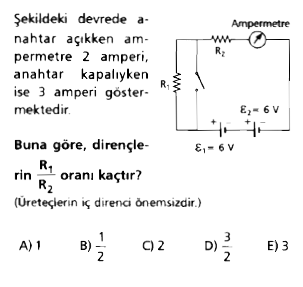 Şekildeki devrede a-
nahtar açıkken am-
permetre 2 amperi,
anahtar kapalıyken
ise 3 amperi göster-
mektedir.
Ampermetre
R₂
R₁
ε₂= 6 V
+ - + -
ε₁= 6 V
Buna göre, dirençle-
rin R₁/R₂ oranı kaçtır?
(Üreteçlerin iç direnci önemsizdir.)
A) 1 B) 1/2 C) 2 D) 3/2 E) 3